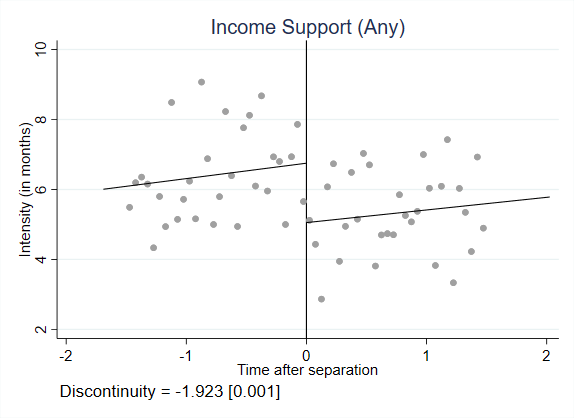 Income Support (Any)
Intensity (in months)
10
8
6
4
2
-2 -1 0 1 2
Time after separation
Discontinuity = -1.923 [0.001]